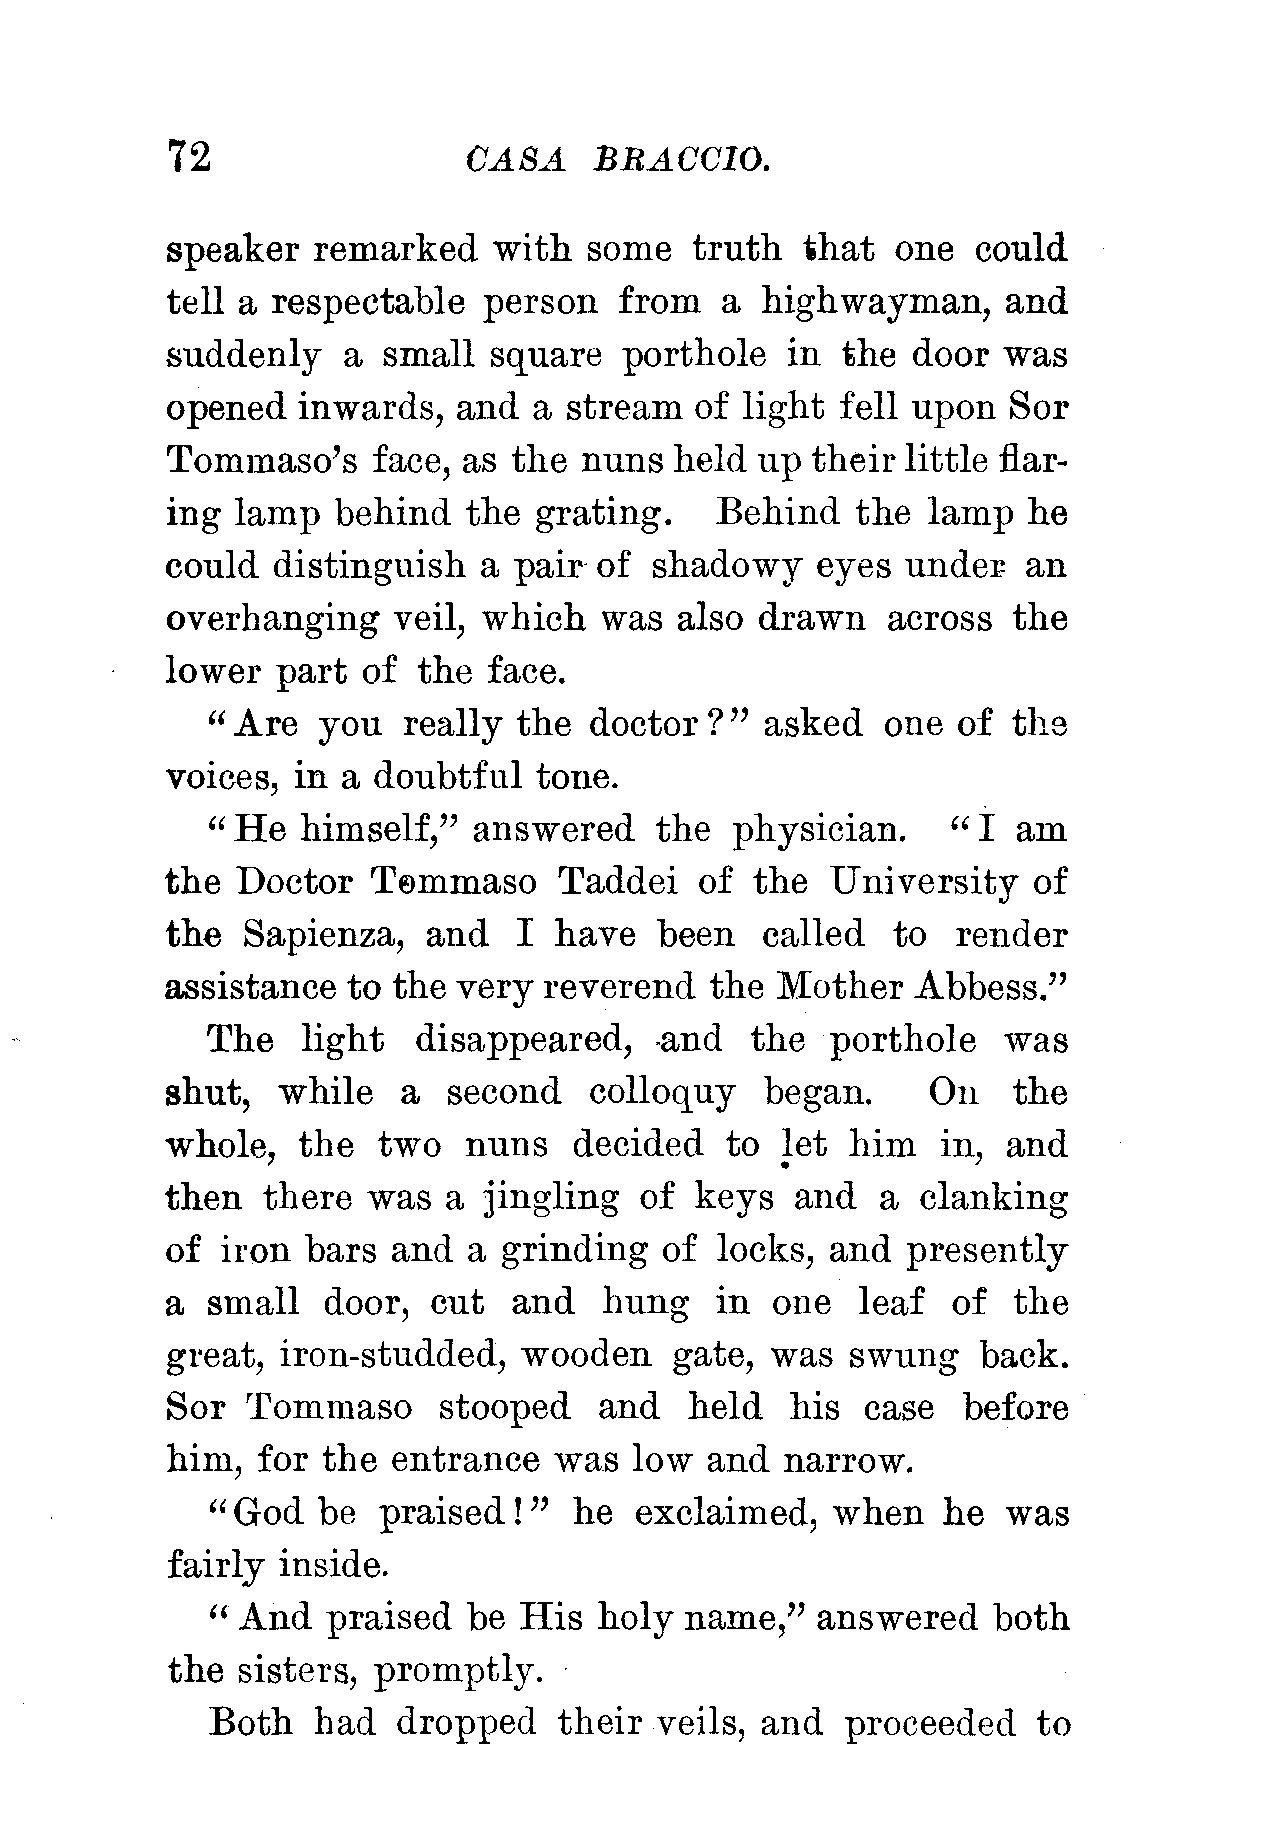 72 CASA BRACCIO.
speaker remarked with some truth that one could
tell a respectable person from a highwayman, and
suddenly a small square porthole in the door was
opened inwards, and a stream of light fell upon Sor
Tommaso's face, as the nuns held up their little flar-
ing lamp behind the grating. Behind the lamp he
could distinguish a pair of shadowy eyes under an
overhanging veil, which was also drawn across the
lower part of the face.
"Are you really the doctor?" asked one of the
voices, in a doubtful tone.
"He himself," answered the physician. "I am
the Doctor Tommaso Taddei of the University of
the Sapienza, and I have been called to render
assistance to the very reverend the Mother Abbess."
The light disappeared, and the porthole was
shut, while a second colloquy began. On the
whole, the two nuns decided to let him in, and
then there was a jingling of keys and a clanking
of iron bars and a grinding of locks, and presently
a small door, cut and hung in one leaf of the
great, iron-studded, wooden gate, was swung back.
Sor Tommaso stooped and held his case before
him, for the entrance was low and narrow.
"God be praised!" he exclaimed, when he was
fairly inside.
"And praised be His holy name," answered both
the sisters, promptly.
Both had dropped their veils, and proceeded to